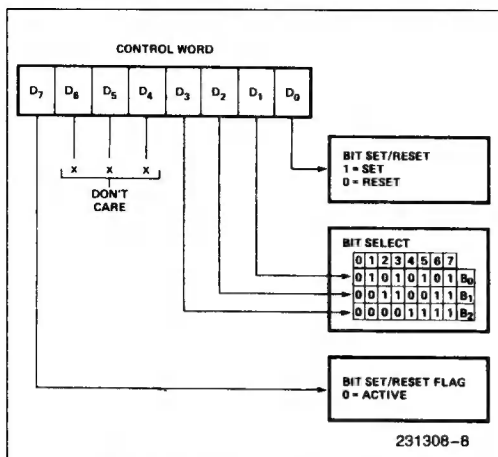 CONTROL WORD
D7 D6 D5 D4 D3 D2 D1 D0
X X X
DON'T
CARE
BIT SET/RESET
1 = SET
0 = RESET
BIT SELECT
0 1 2 3 4 5 6 7
0 1 0 1 0 1 0 1 B0
0 0 1 1 0 0 1 1 B1
0 0 0 0 1 1 1 1 B2
BIT SET/RESET FLAG
0 = ACTIVE
231308-8